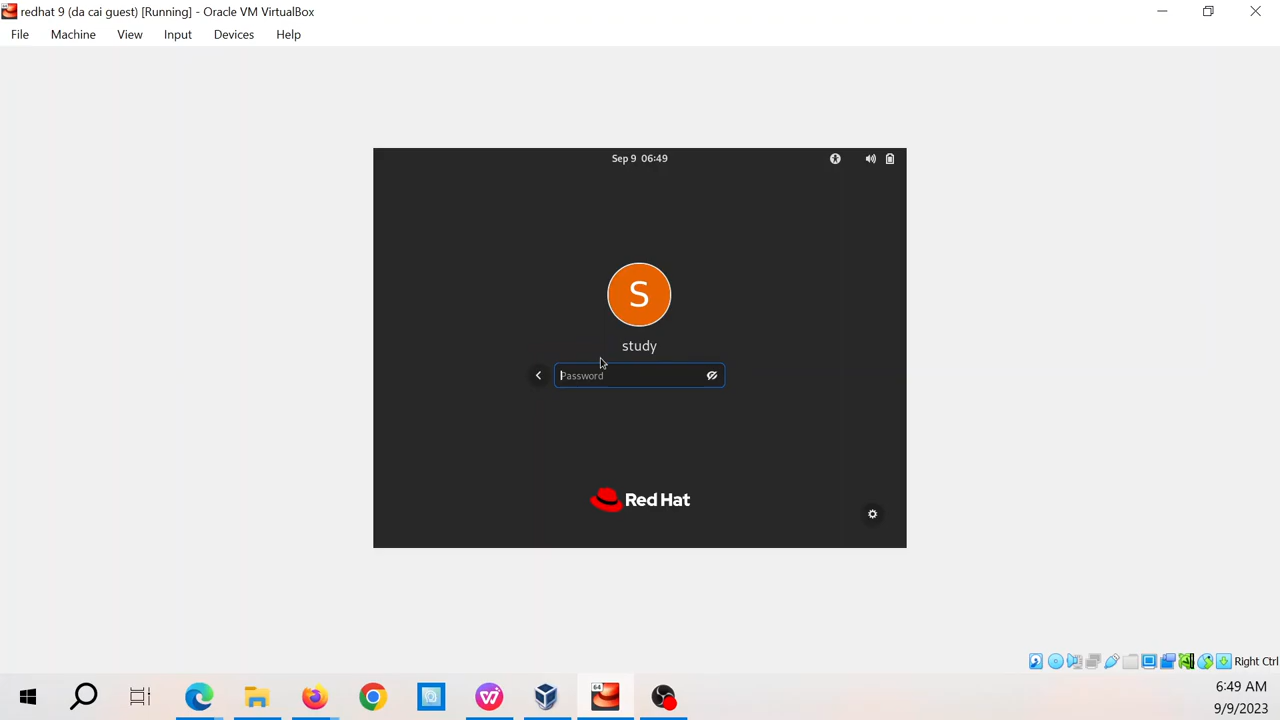 redhat 9 (da cai guest) [Running] - Oracle VM VirtualBox
File Machine View Input Devices Help
Sep 9 06:49
S
study
Password
Red Hat
Right Ctrl
64
6:49 AM
9/9/2023